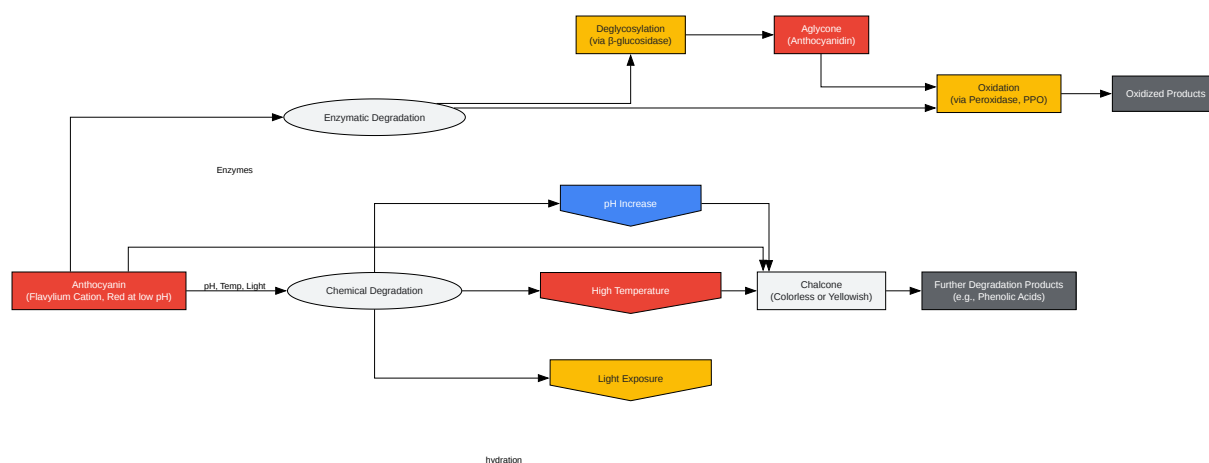 Deglycosylation
(via β-glucosidase)
Aglycone
(Anthocyanidin)
Oxidation
(via Peroxidase, PPO)
Oxidized Products
Enzymatic Degradation
Enzymes
pH Increase
Anthocyanin
(Flavylium Cation, Red at low pH)
pH, Temp, Light
Chemical Degradation
High Temperature
Chalcone
(Colorless or Yellowish)
Further Degradation Products
(e.g., Phenolic Acids)
Light Exposure
hydration